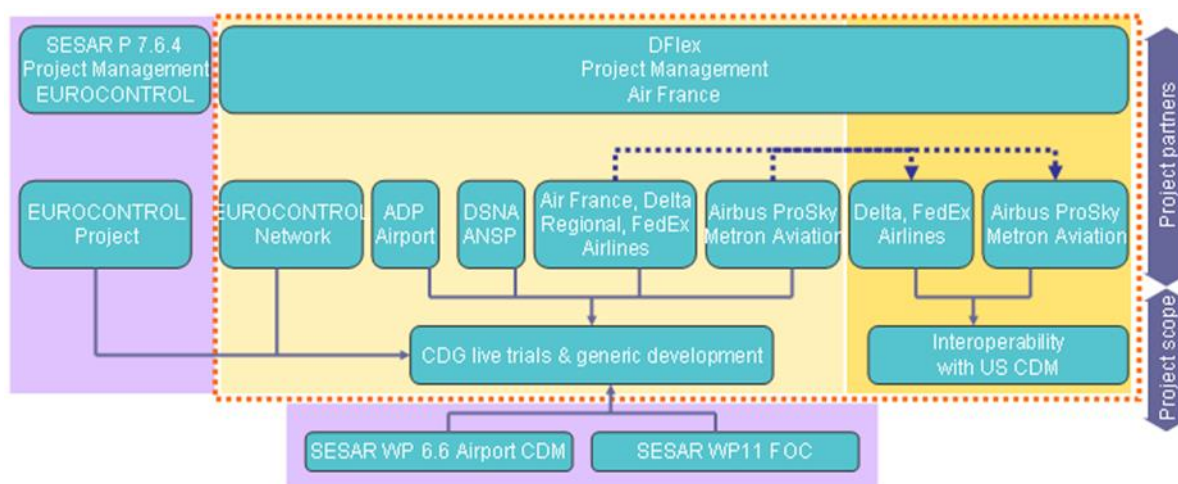 SESAR P 7.6.4
Project Management
EUROCONTROL
DFlex
Project Management
Air France
Project partners
EUROCONTROL
Project
EUROCONTROL
Network
ADP
Airport
DSNA
ANSP
Air France, Delta
Regional, FedEx
Airlines
Airbus ProSky
Metron Aviation
Delta, FedEx
Airlines
Airbus ProSky
Metron Aviation
CDG live trials & generic development
Interoperability
with US CDM
Project scope
SESAR WP 6.6 Airport CDM
SESAR WP11 FOC